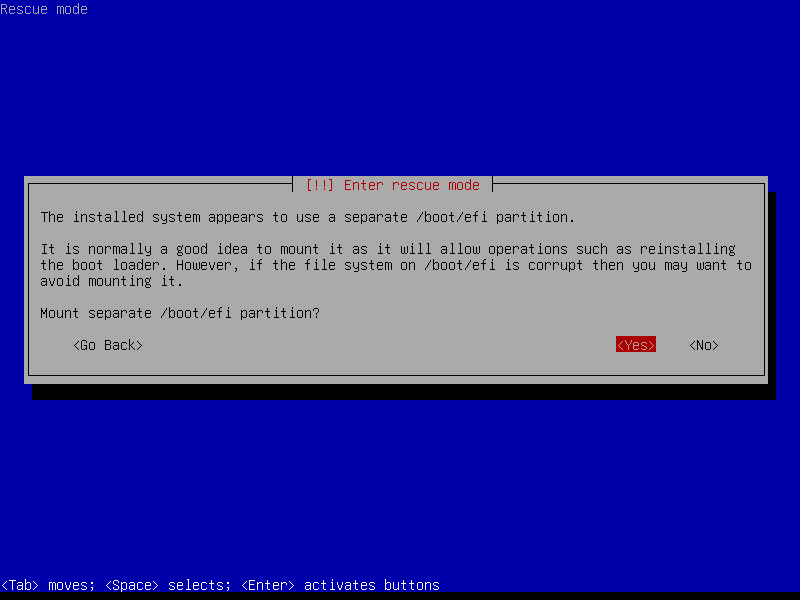 Rescue mode
[!!] Enter rescue mode
The installed system appears to use a separate /boot/efi partition.
It is normally a good idea to mount it as it will allow operations such as reinstalling
the boot loader. However, if the file system on /boot/efi is corrupt then you may want to
avoid mounting it.
Mount separate /boot/efi partition?
<Go Back> <Yes> <No>
<Tab> moves; <Space> selects; <Enter> activates buttons